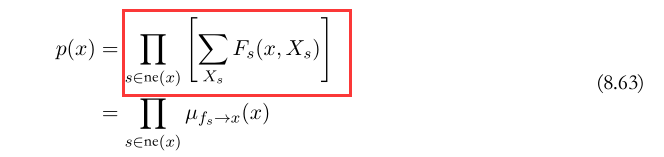 p(x) = ∏_{s∈ne(x)} [ ∑_{X_s} F_s(x, X_s) ]
= ∏_{s∈ne(x)} μ_{f_s→x}(x) (8.63)